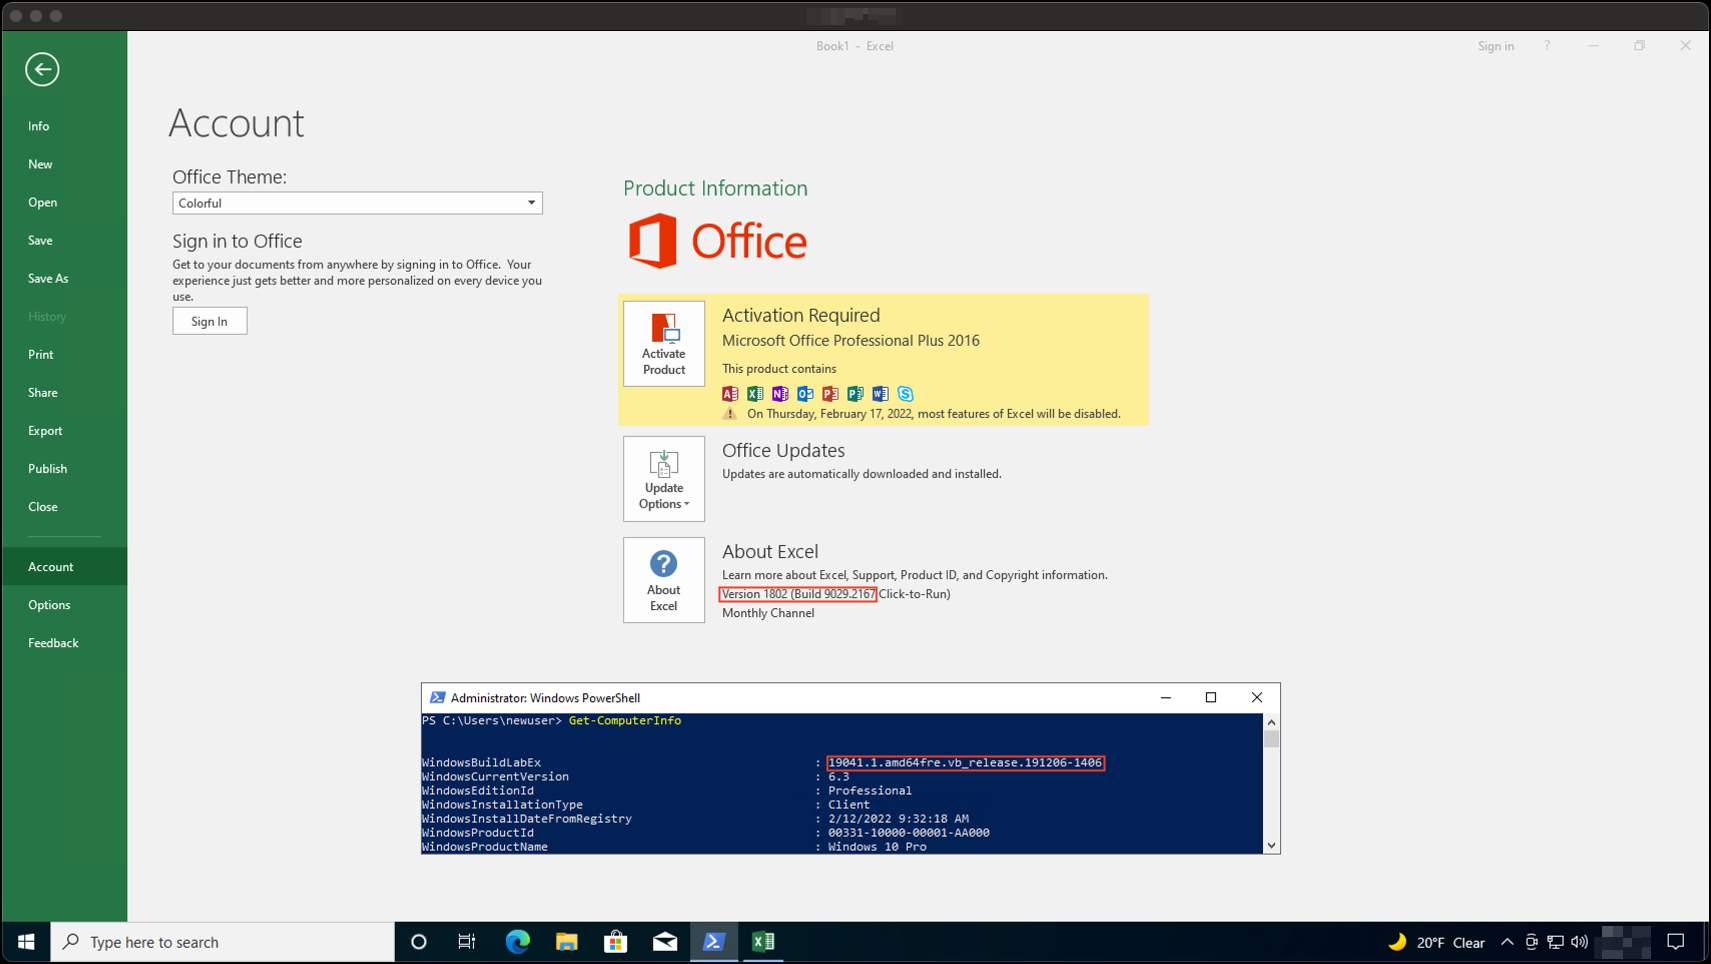 Book1 - Excel
Sign in
?
Info
New
Open
Save
Save As
History
Print
Share
Export
Publish
Close
Account
Options
Feedback
Account
Office Theme:
Colorful
Sign in to Office
Get to your documents from anywhere by signing in to Office. Your
experience just gets better and more personalized on every device you
use.
Sign In
Product Information
Office
Activate
Product
Activation Required
Microsoft Office Professional Plus 2016
This product contains
On Thursday, February 17, 2022, most features of Excel will be disabled.
Update
Options
Office Updates
Updates are automatically downloaded and installed.
About
Excel
About Excel
Learn more about Excel, Support, Product ID, and Copyright information.
Version 1802 (Build 9029.2167 Click-to-Run)
Monthly Channel
Administrator: Windows PowerShell
PS C:\Users\newuser> Get-ComputerInfo
WindowsBuildLabEx : 19041.1.amd64fre.vb_release.191206-1406
WindowsCurrentVersion : 6.3
WindowsEditionId : Professional
WindowsInstallationType : Client
WindowsInstallDateFromRegistry : 2/12/2022 9:32:18 AM
WindowsProductId : 00331-10000-00001-AA000
WindowsProductName : Windows 10 Pro
Type here to search
20°F Clear